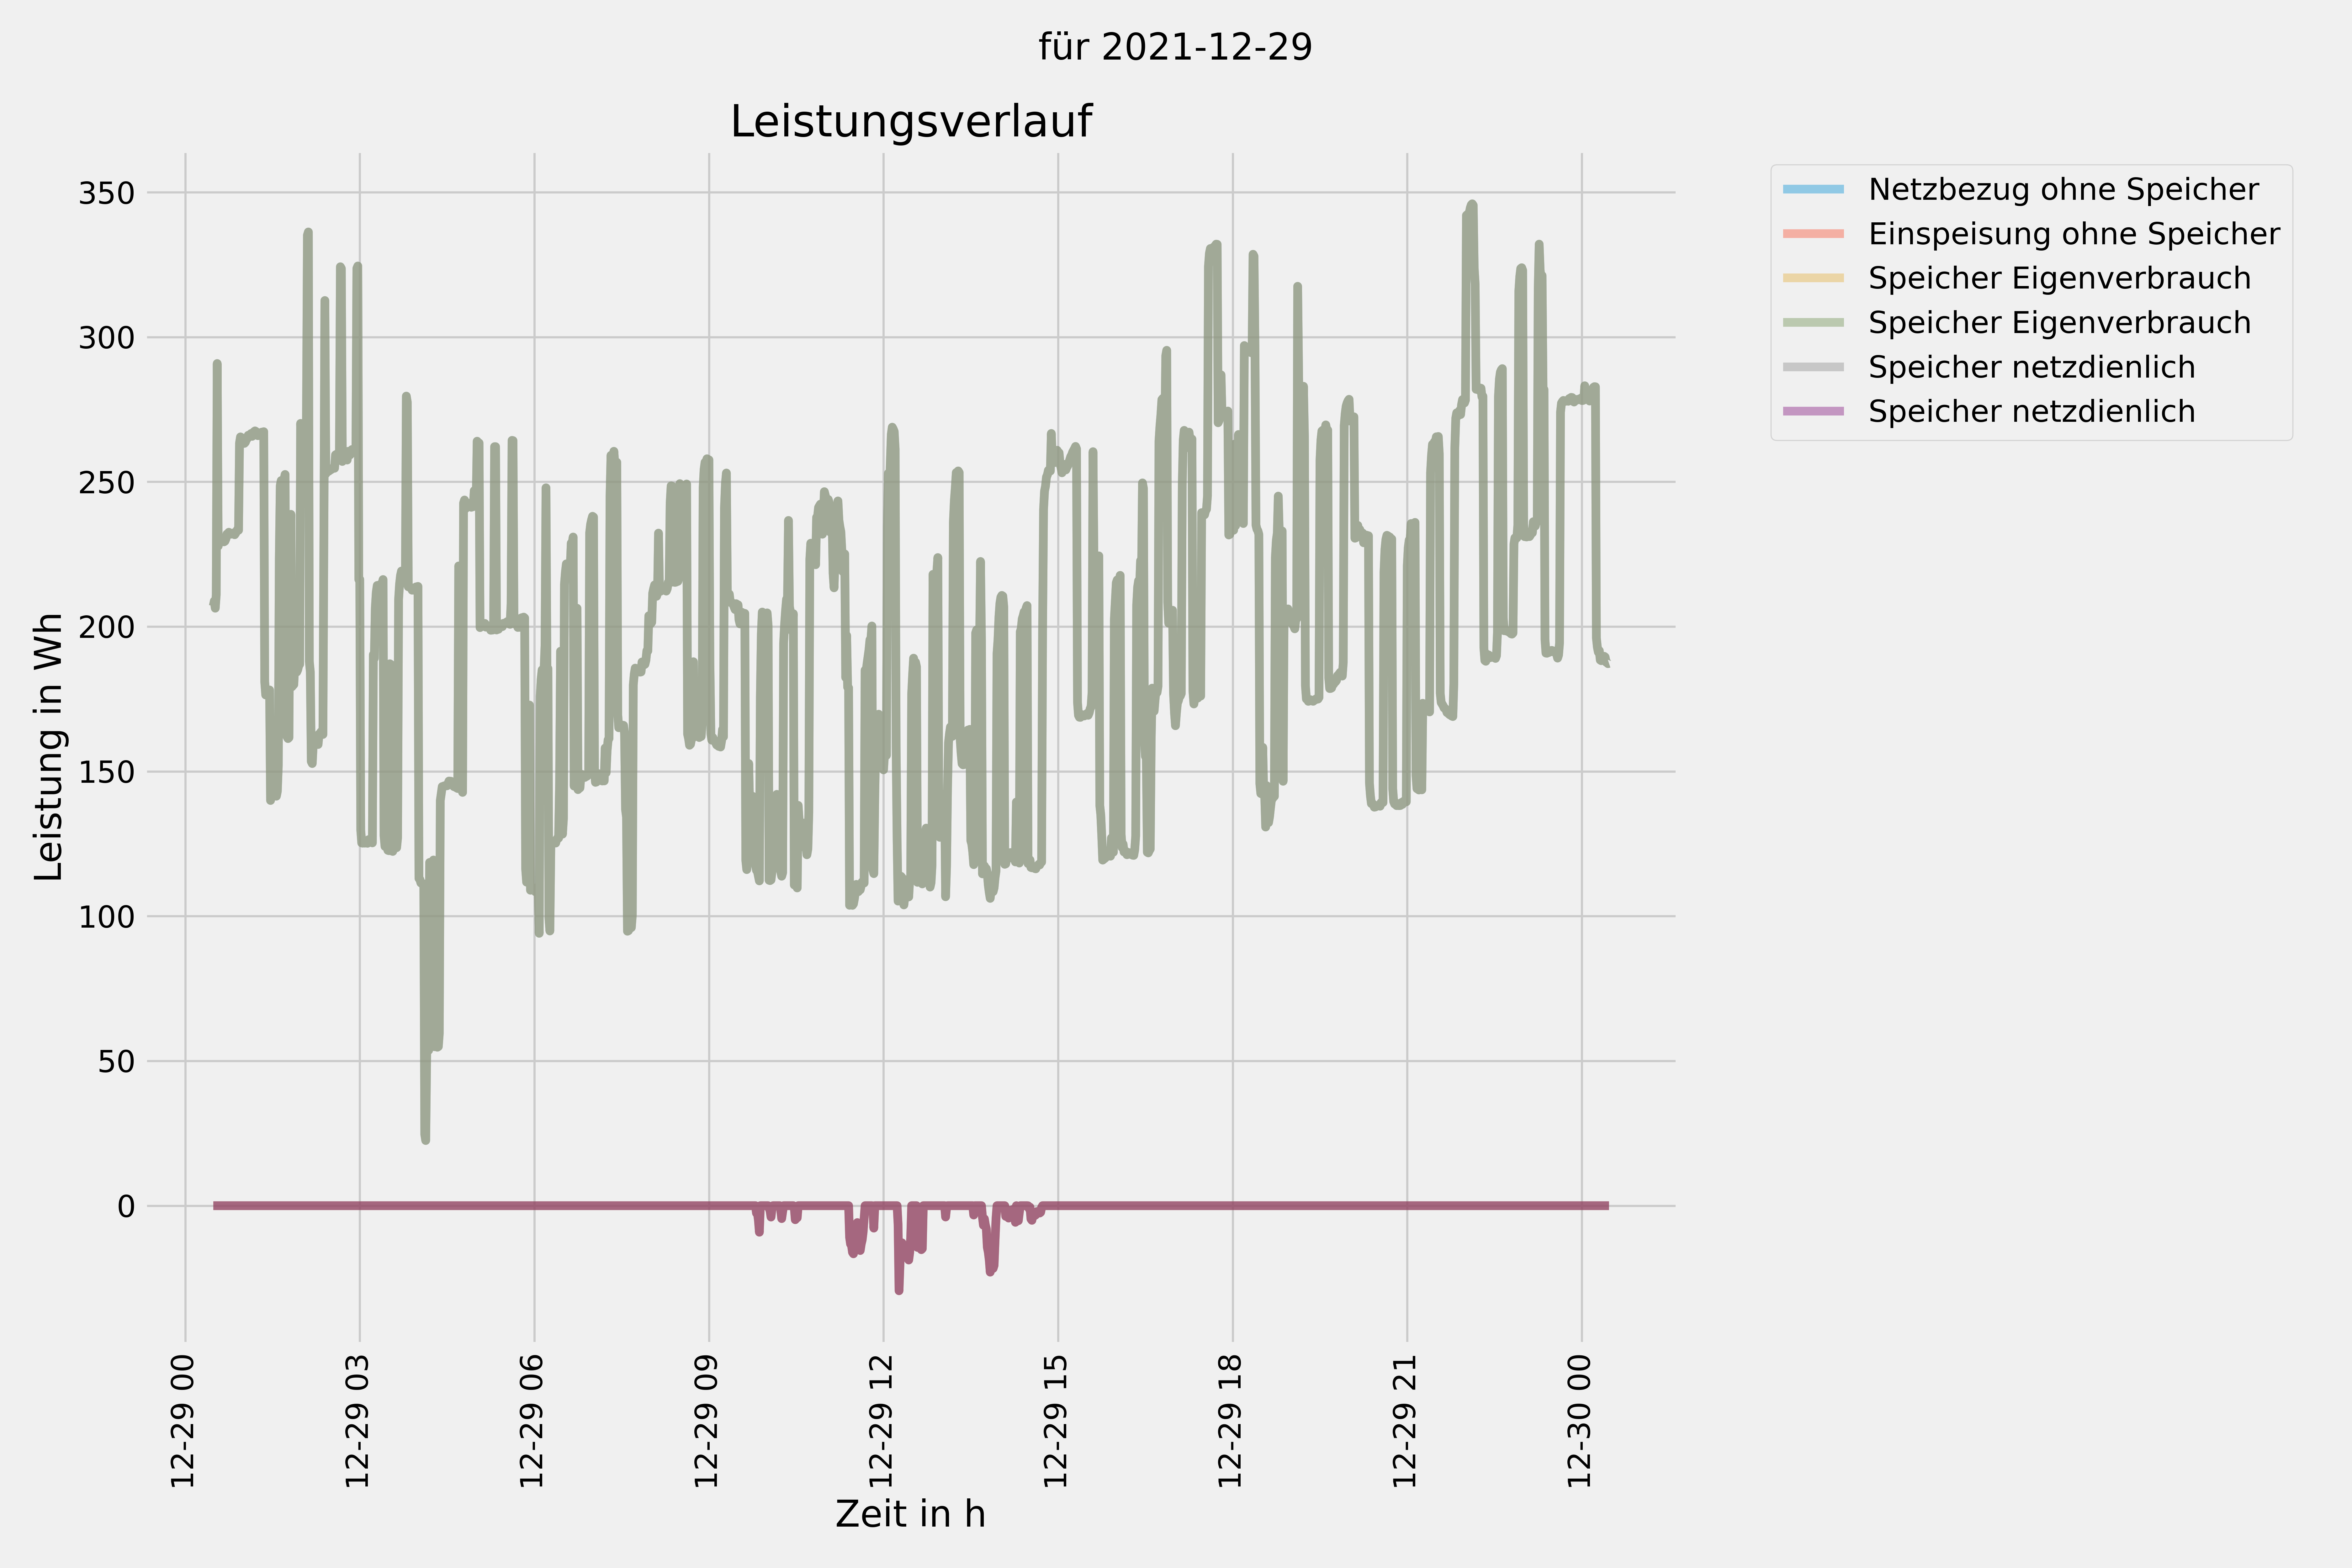 für 2021-12-29
Leistungsverlauf
350
300
250
200
150
100
50
0
Leistung in Wh
12-29 00
12-29 03
12-29 06
12-29 09
12-29 12
12-29 15
12-29 18
12-29 21
12-30 00
Zeit in h
Netzbezug ohne Speicher
Einspeisung ohne Speicher
Speicher Eigenverbrauch
Speicher Eigenverbrauch
Speicher netzdienlich
Speicher netzdienlich